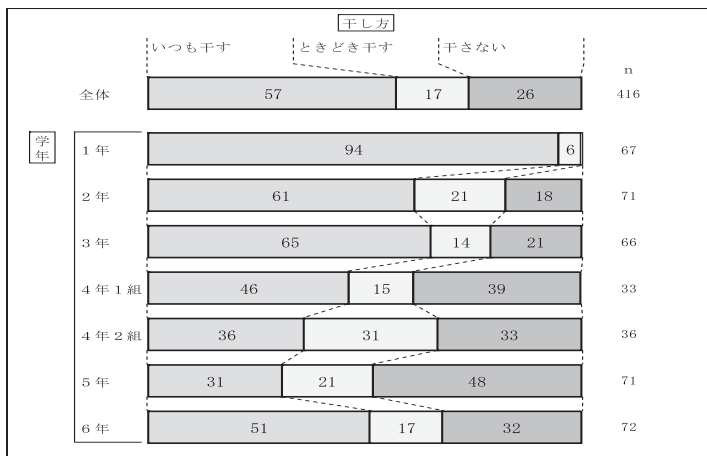 干し方
いつも干す ときどき干す 干さない
n
全体 57 17 26 416
学年
1年 94 6 67
2年 61 21 18 71
3年 65 14 21 66
4年1組 46 15 39 33
4年2組 36 31 33 36
5年 31 21 48 71
6年 51 17 32 72